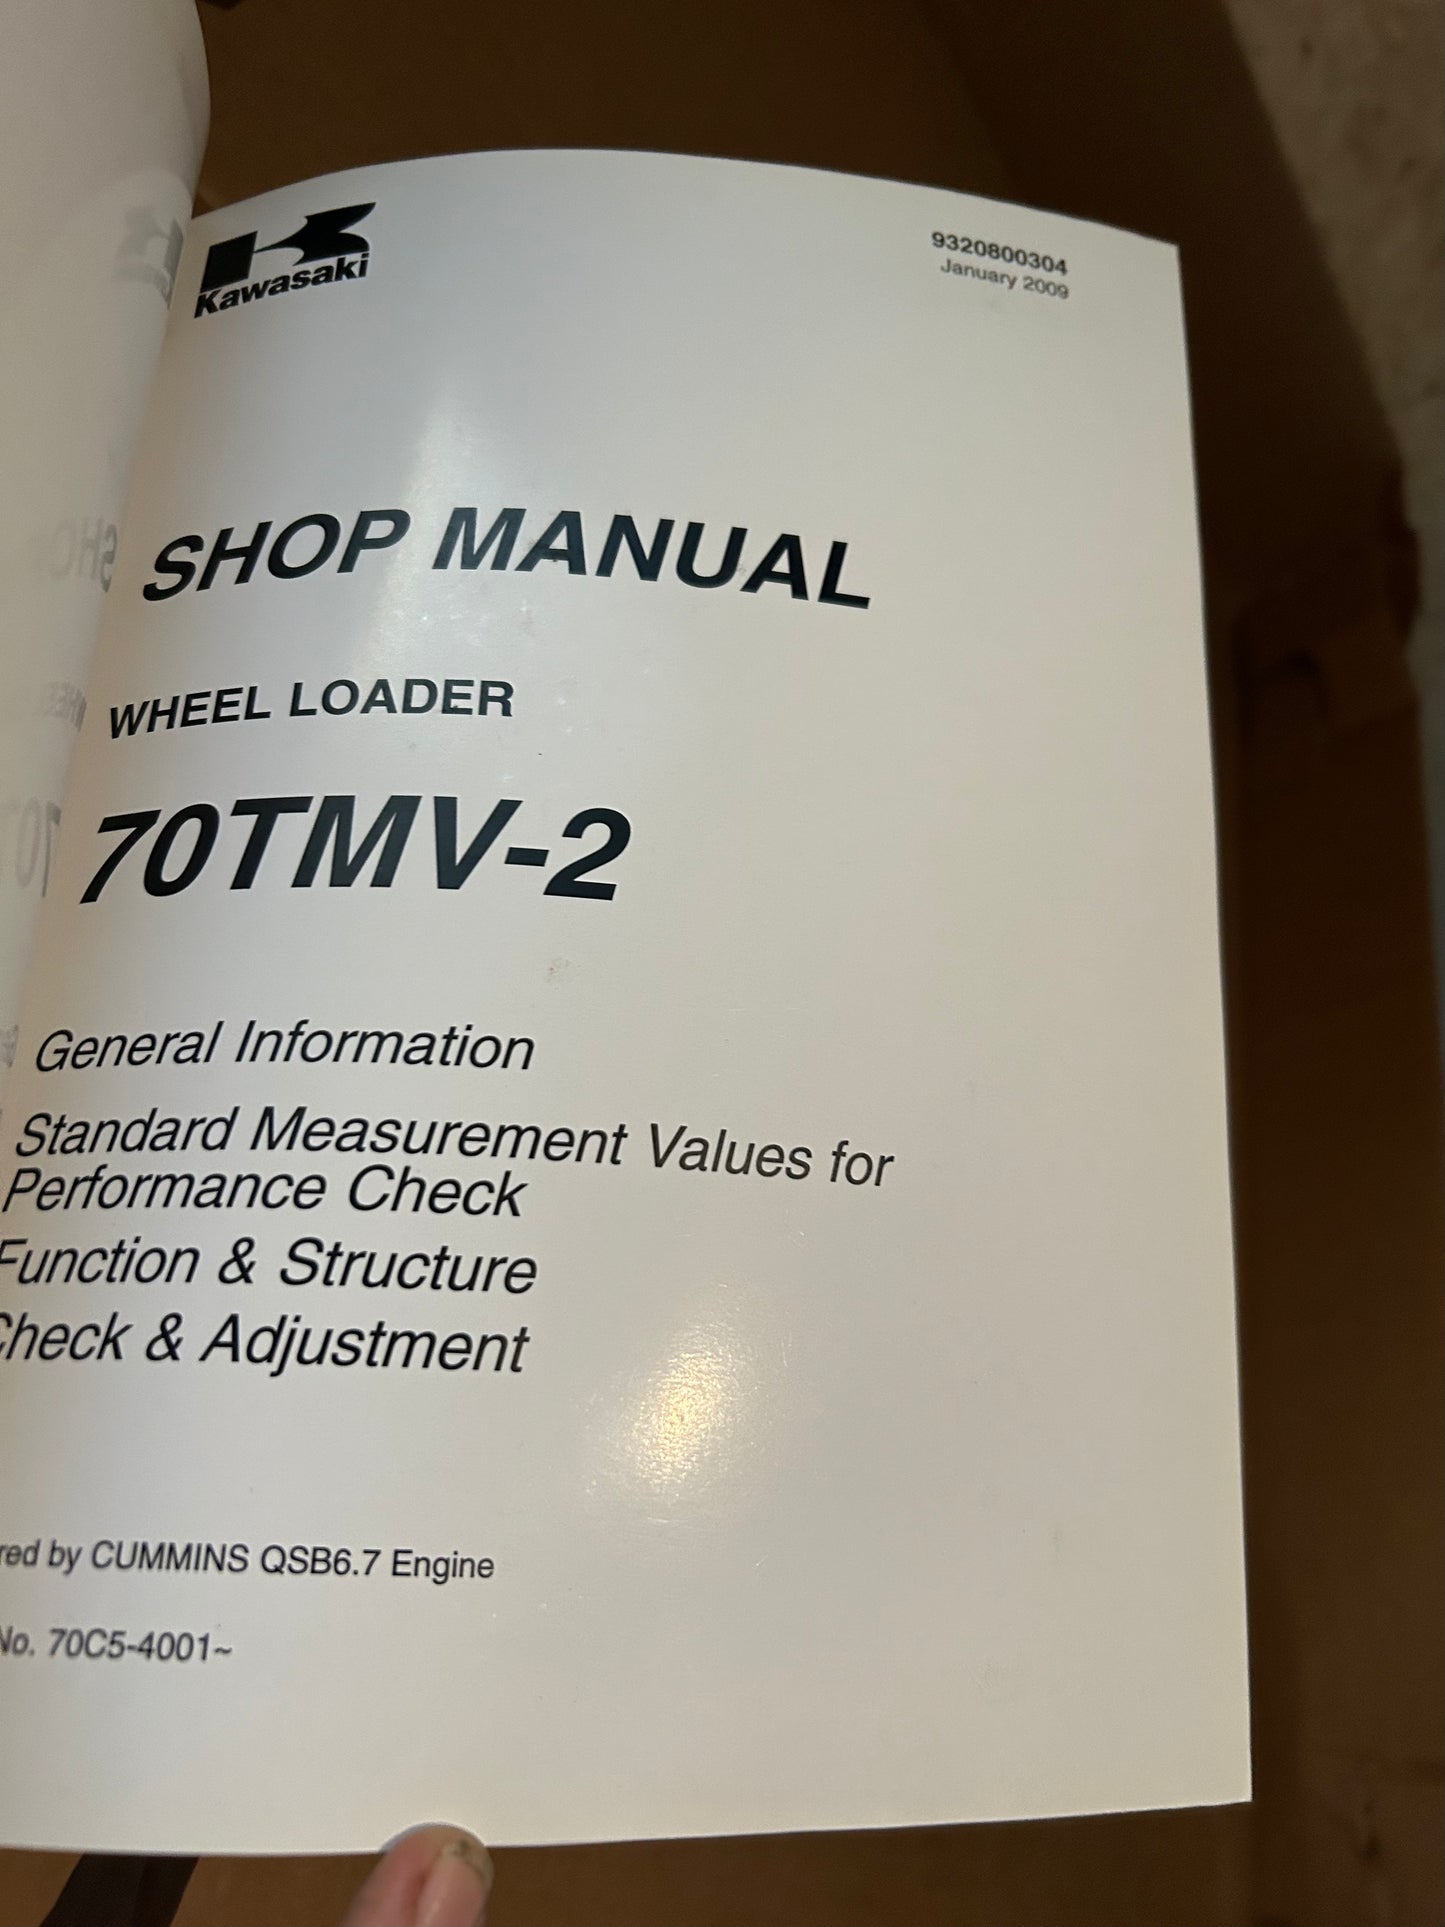 Kawasaki
9320800304
January 2009
SHOP MANUAL
WHEEL LOADER
70TMV-2
General Information
Standard Measurement Values for
Performance Check
Function & Structure
Check & Adjustment
by CUMMINS QSB6.7 Engine
No. 70C5-4001~